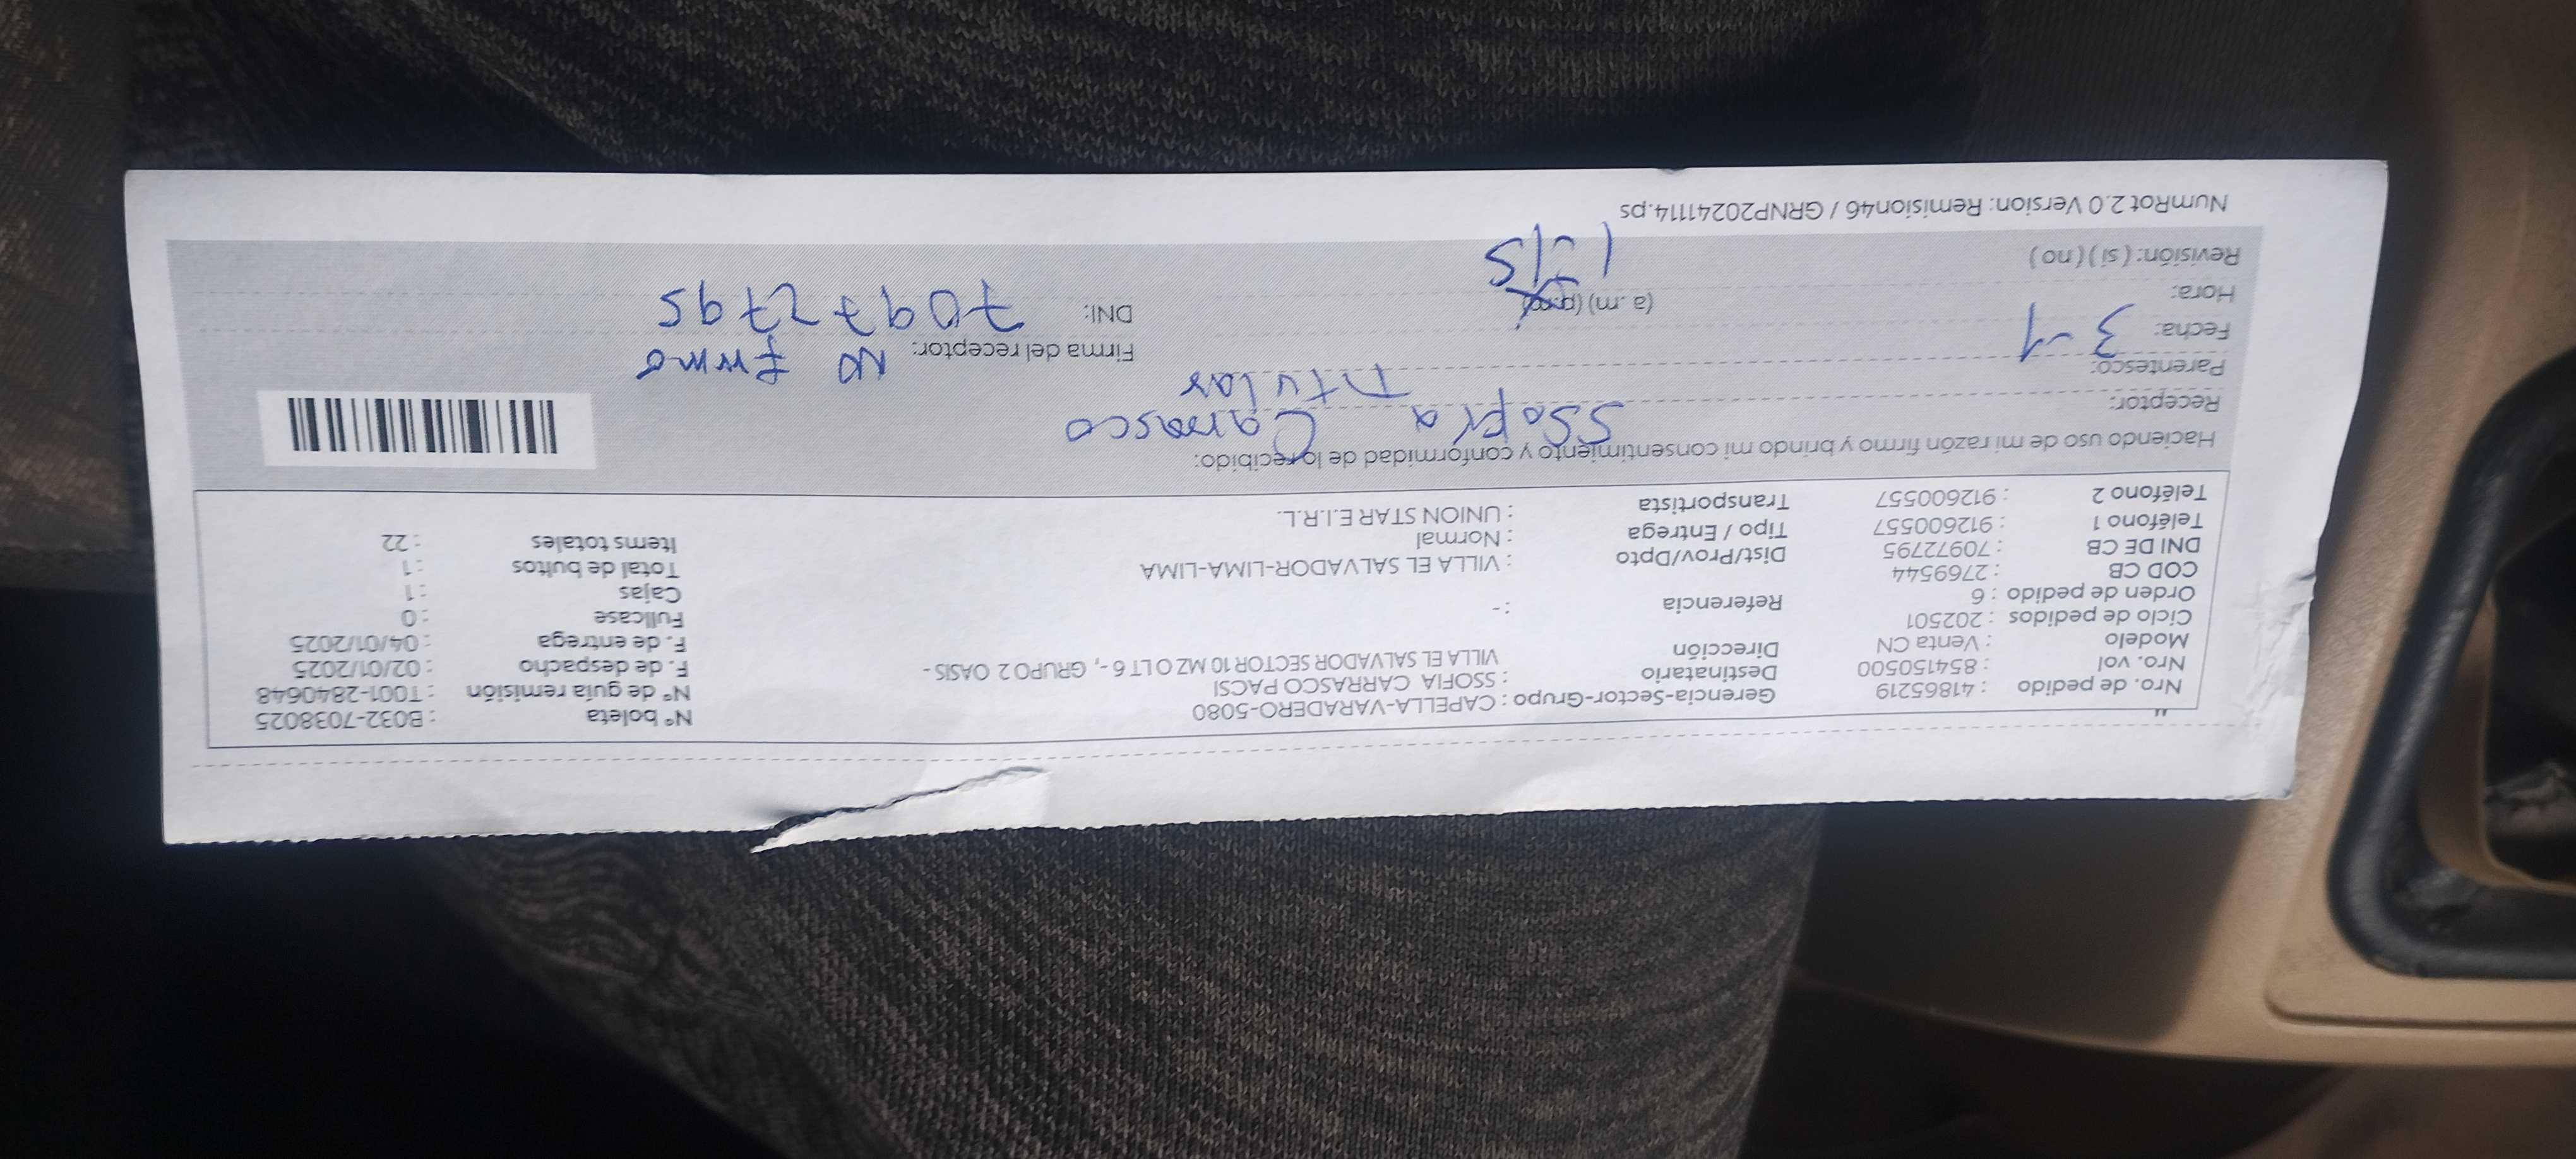 Nro. de pedido : 41865219
Nro. vol : 854150500
Modelo : Venta CN
Ciclo de pedidos : 202501
Orden de pedido : 6
COD CB : 2769544
DNI DE CB : 70972795
Teléfono 1 : 912600557
Teléfono 2 : 912600557
Gerencia-Sector-Grupo : CAPELLA-VARADERO-5080
Destinatario : SSOFIA CARRASCO PACSI
Dirección VILLA EL SALVADOR SECTOR 10 MZ O LT 6 -, GRUPO 2 OASIS -
Referencia : -
Dist/Prov/Dpto : VILLA EL SALVADOR-LIMA-LIMA
Tipo / Entrega : Normal
Transportista : UNION STAR E.I.R.L.
N° boleta : B032-7038025
N° de guía remisión : T001-2840648
F. de despacho : 02/01/2025
F. de entrega : 04/01/2025
Fullcase : 0
Cajas : 1
Total de bultos : 1
Items totales : 22
Haciendo uso de mi razón firmo y brindo mi consentimiento y conformidad de lo recibido:
Receptor: SSofia Carrasco
Parentesco: Titular
Fecha: 3-1
Hora: (a .m) (p.m)
Revisión: ( si ) ( no )
Firma del receptor: No firmo
DNI: 70972795
NumRot 2.0 Version: Remision46 / GRNP20241114.ps